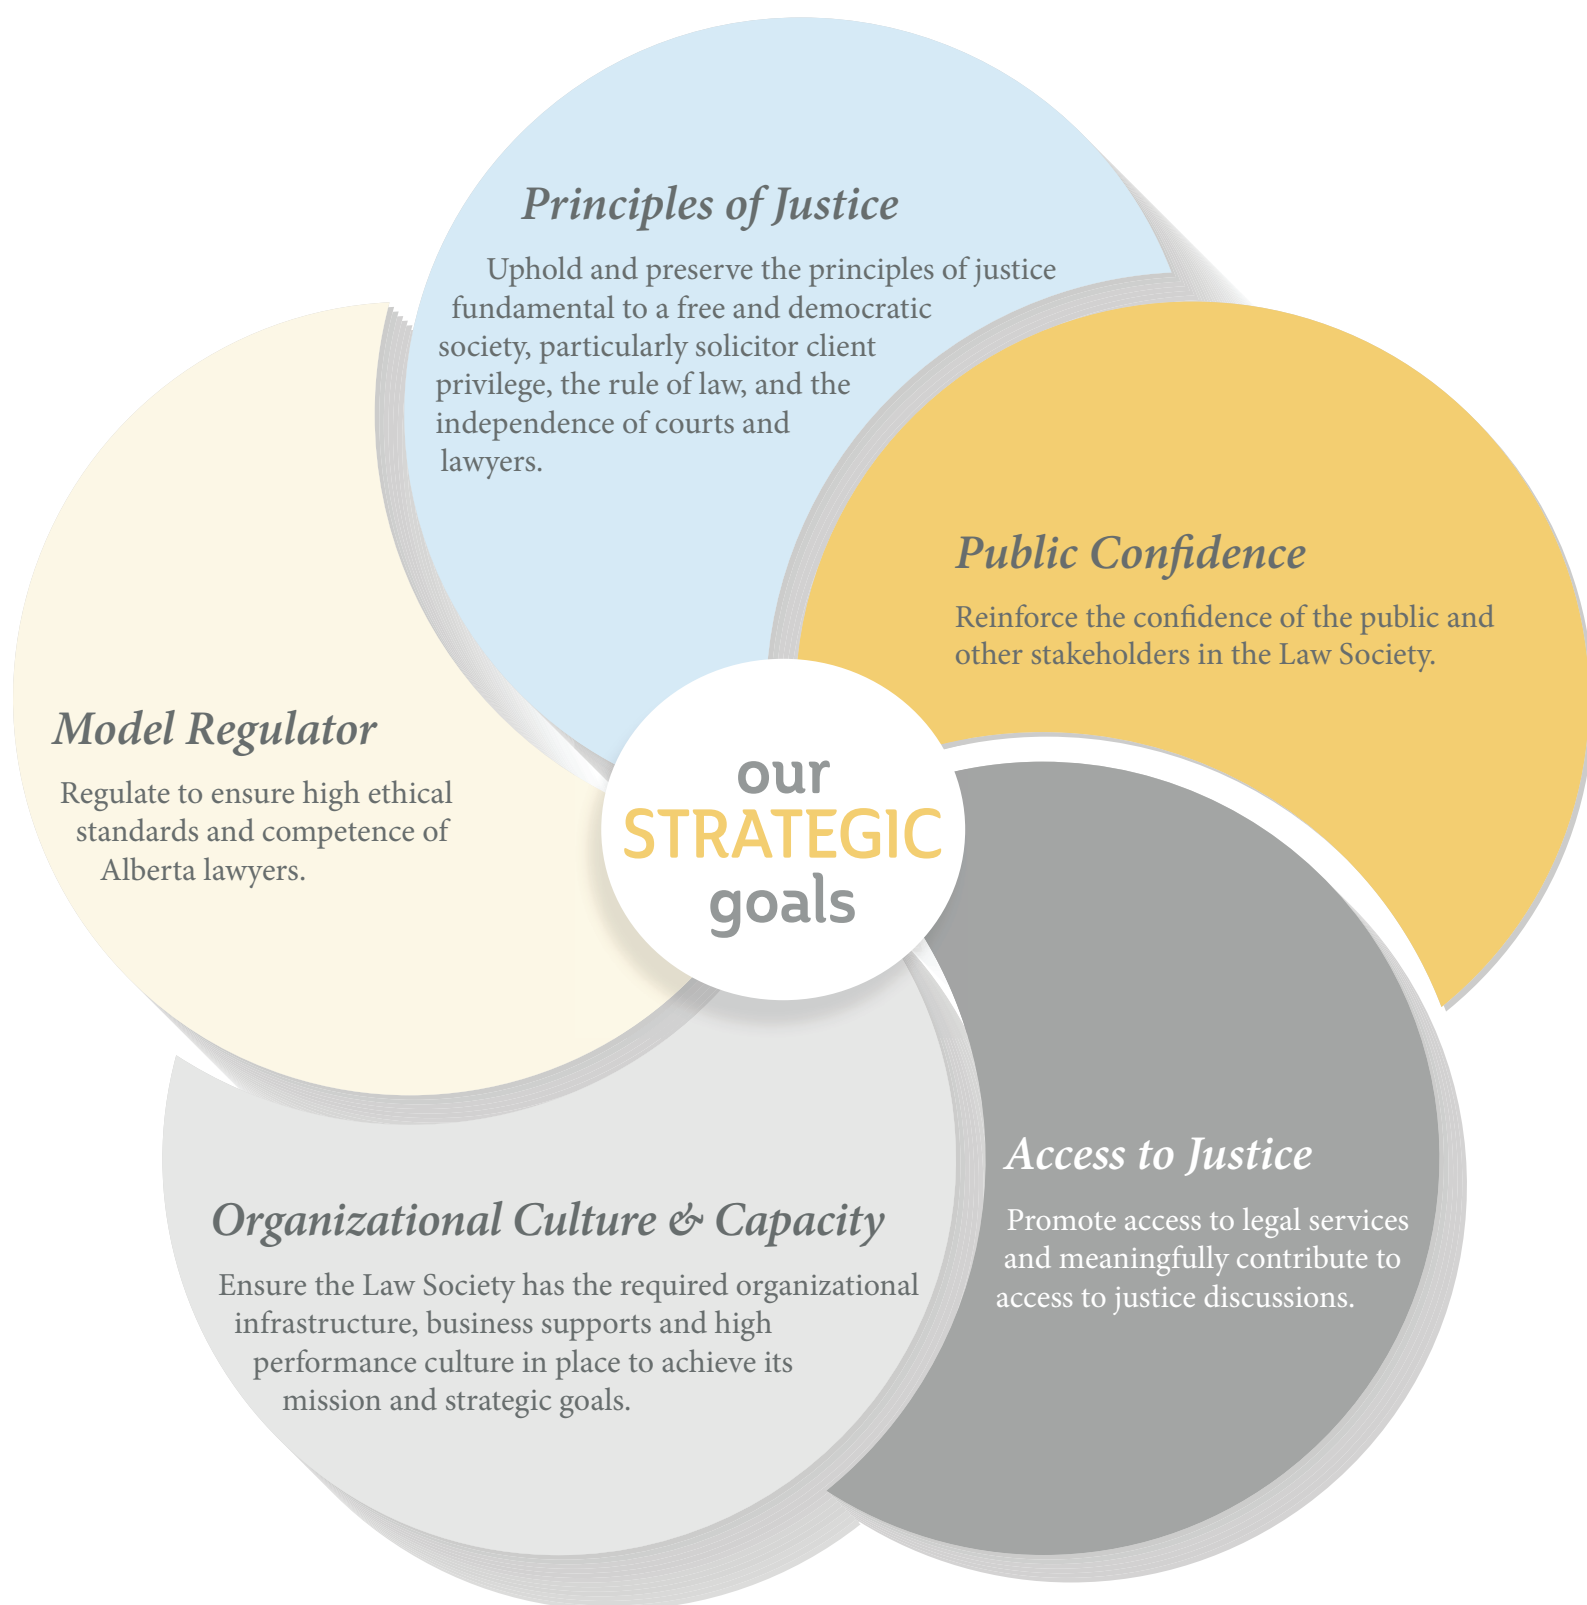 Principles of Justice
Uphold and preserve the principles of justice
fundamental to a free and democratic
society, particularly solicitor client
privilege, the rule of law, and the
independence of courts and
lawyers.
Public Confidence
Reinforce the confidence of the public and
other stakeholders in the Law Society.
Model Regulator
Regulate to ensure high ethical
standards and competence of
Alberta lawyers.
our
STRATEGIC
goals
Access to Justice
Promote access to legal services
and meaningfully contribute to
access to justice discussions.
Organizational Culture & Capacity
Ensure the Law Society has the required organizational
infrastructure, business supports and high
performance culture in place to achieve its
mission and strategic goals.